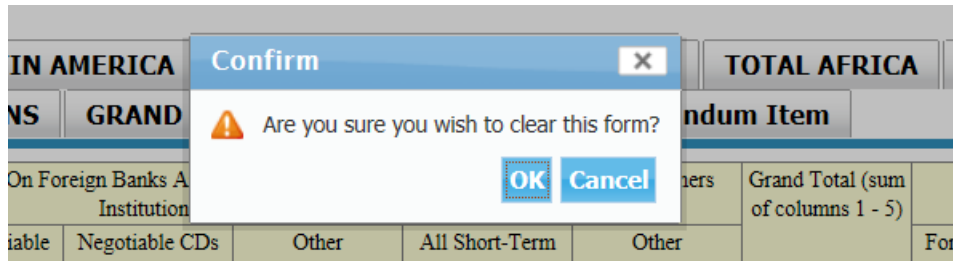 IN AMERICA
Confirm
TOTAL AFRICA
NS
GRAND
Are you sure you wish to clear this form?
ndum Item
OK
Cancel
On Foreign Banks A
Institution
ners
Grand Total (sum
of columns 1 - 5)
iable
Negotiable CDs
Other
All Short-Term
Other
For